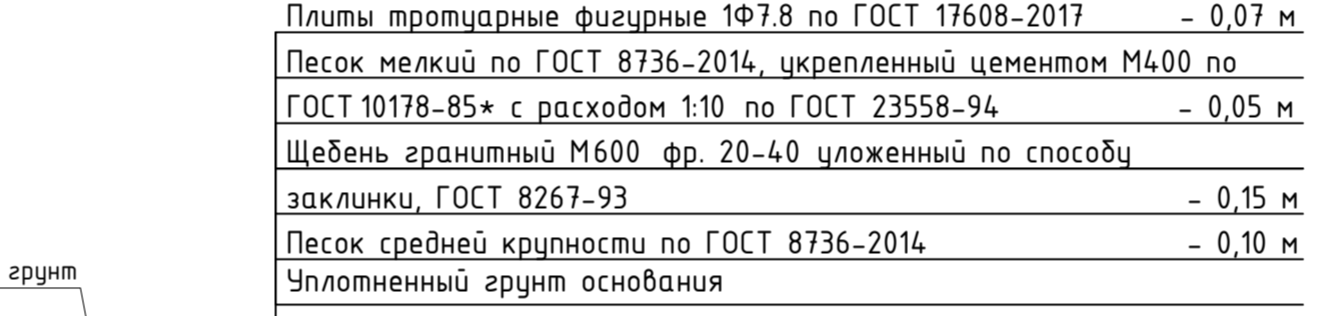 Плиты тротуарные фигурные 1Ф7.8 по ГОСТ 17608-2017 - 0,07 м
Песок мелкий по ГОСТ 8736-2014, укрепленный цементом М400 по
ГОСТ 10178-85* с расходом 1:10 по ГОСТ 23558-94 - 0,05 м
Щебень гранитный М600 фр. 20-40 уложенный по способу
заклинки, ГОСТ 8267-93 - 0,15 м
Песок средней крупности по ГОСТ 8736-2014 - 0,10 м
грунт
Уплотненный грунт основания